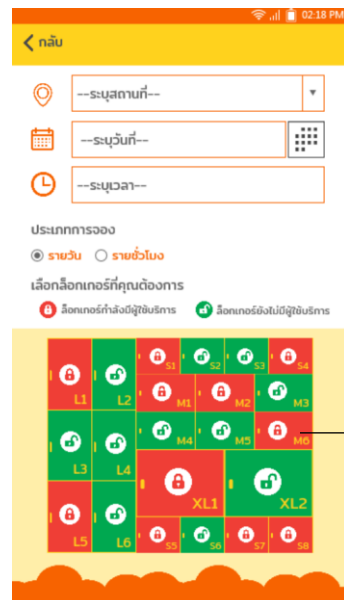 02:18 PM
กลับ
--ระบุสถานที่--
--ระบุวันที่--
--ระบุเวลา--
ประเภทการจอง
รายวัน รายชั่วโมง
เลือกล็อกเกอร์ที่คุณต้องการ
ล็อกเกอร์กำลังมีผู้ใช้บริการ ล็อกเกอร์ยังไม่มีผู้ใช้บริการ
L1 L2 S1 S2 S3 S4
M1 M2 M3
L3 L4 M4 M5 M6
XL1 XL2
L5 L6 S5 S6 S7 S8